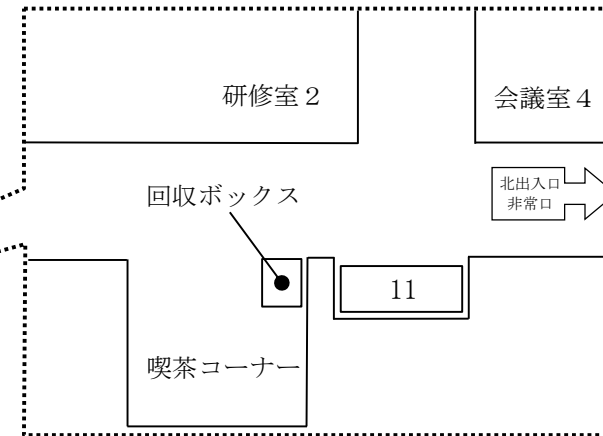 研修室２
会議室４
北出入口
非常口
回収ボックス
11
喫茶コーナー